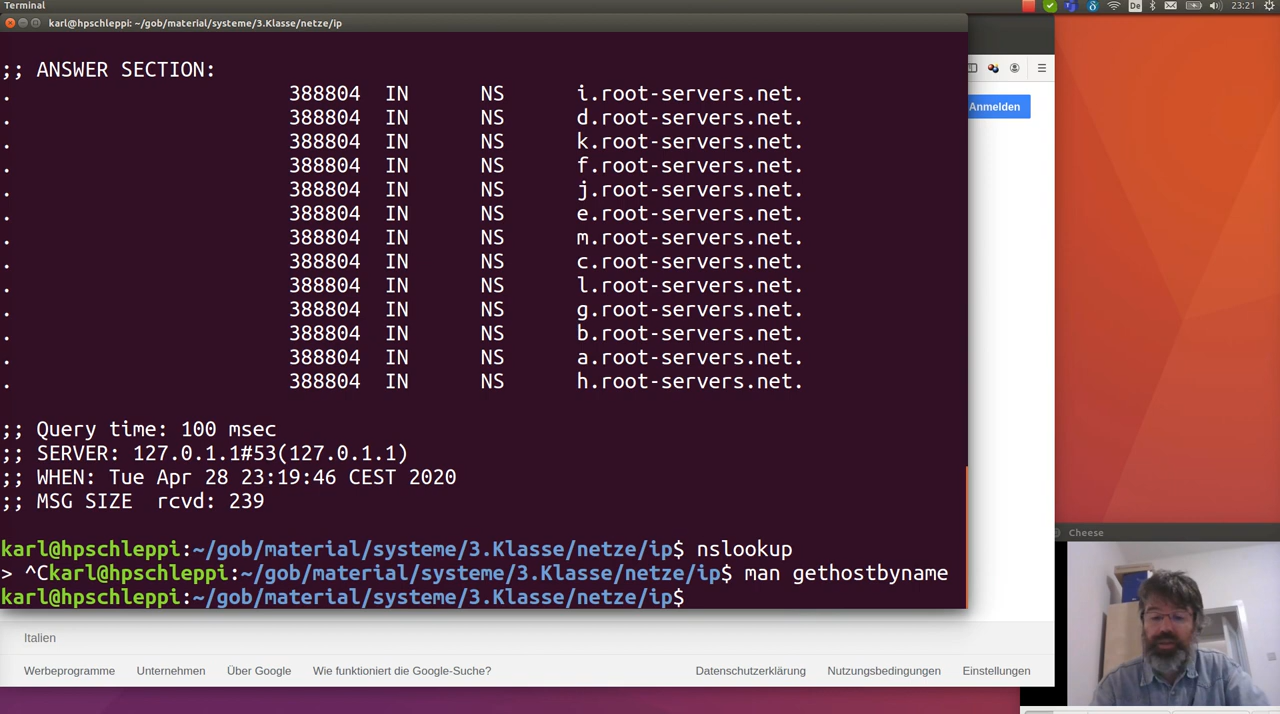 Terminal
De
23:21
karl@hpschleppi: ~/gob/material/systeme/3.Klasse/netze/ip
;; ANSWER SECTION:
. 388804 IN NS i.root-servers.net.
. 388804 IN NS d.root-servers.net.
. 388804 IN NS k.root-servers.net.
. 388804 IN NS f.root-servers.net.
. 388804 IN NS j.root-servers.net.
. 388804 IN NS e.root-servers.net.
. 388804 IN NS m.root-servers.net.
. 388804 IN NS c.root-servers.net.
. 388804 IN NS l.root-servers.net.
. 388804 IN NS g.root-servers.net.
. 388804 IN NS b.root-servers.net.
. 388804 IN NS a.root-servers.net.
. 388804 IN NS h.root-servers.net.
;; Query time: 100 msec
;; SERVER: 127.0.1.1#53(127.0.1.1)
;; WHEN: Tue Apr 28 23:19:46 CEST 2020
;; MSG SIZE  rcvd: 239
karl@hpschleppi:~/gob/material/systeme/3.Klasse/netze/ip$ nslookup
> ^Ckarl@hpschleppi:~/gob/material/systeme/3.Klasse/netze/ip$ man gethostbyname
karl@hpschleppi:~/gob/material/systeme/3.Klasse/netze/ip$
Anmelden
Cheese
Italien
Werbeprogramme Unternehmen Über Google Wie funktioniert die Google-Suche? Datenschutzerklärung Nutzungsbedingungen Einstellungen